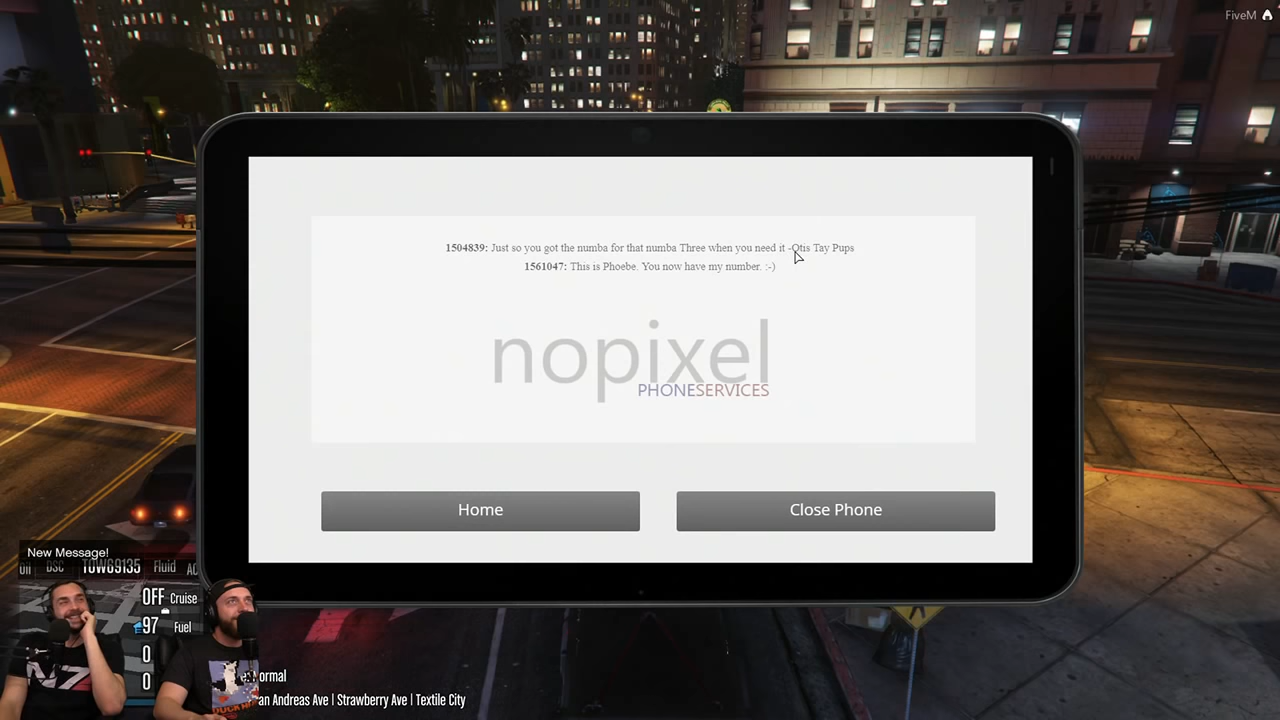 FiveM
1504839: Just so you got the numba for that numba Three when you need it -Otis Tay Pups
1561047: This is Phoebe. You now have my number. :-)
nopixel
PHONESERVICES
Home
Close Phone
New Message!
DSC
Fluid
OFF Cruise
97 Fuel
0
0
an Andreas Ave | Strawberry Ave | Textile City